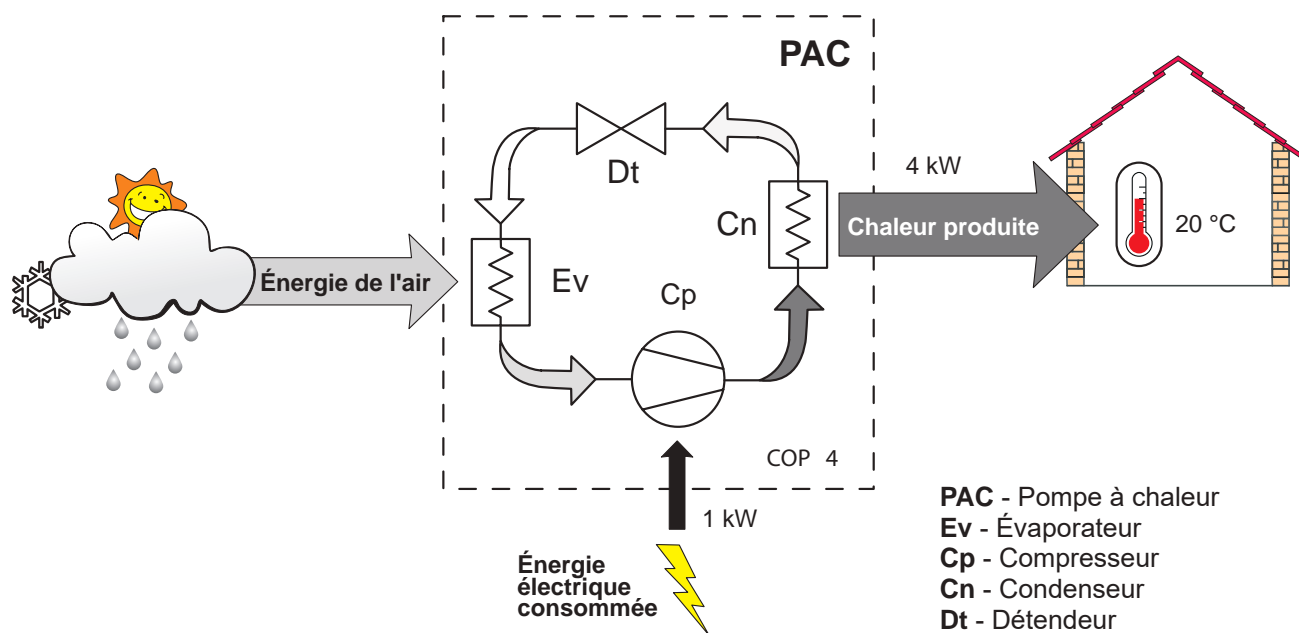 PAC
Dt
4 kW
Cn
Chaleur produite
20 °C
Énergie de l'air
Ev
Cp
COP 4
1 kW
Énergie
électrique
consommée
PAC - Pompe à chaleur
Ev - Évaporateur
Cp - Compresseur
Cn - Condenseur
Dt - Détendeur